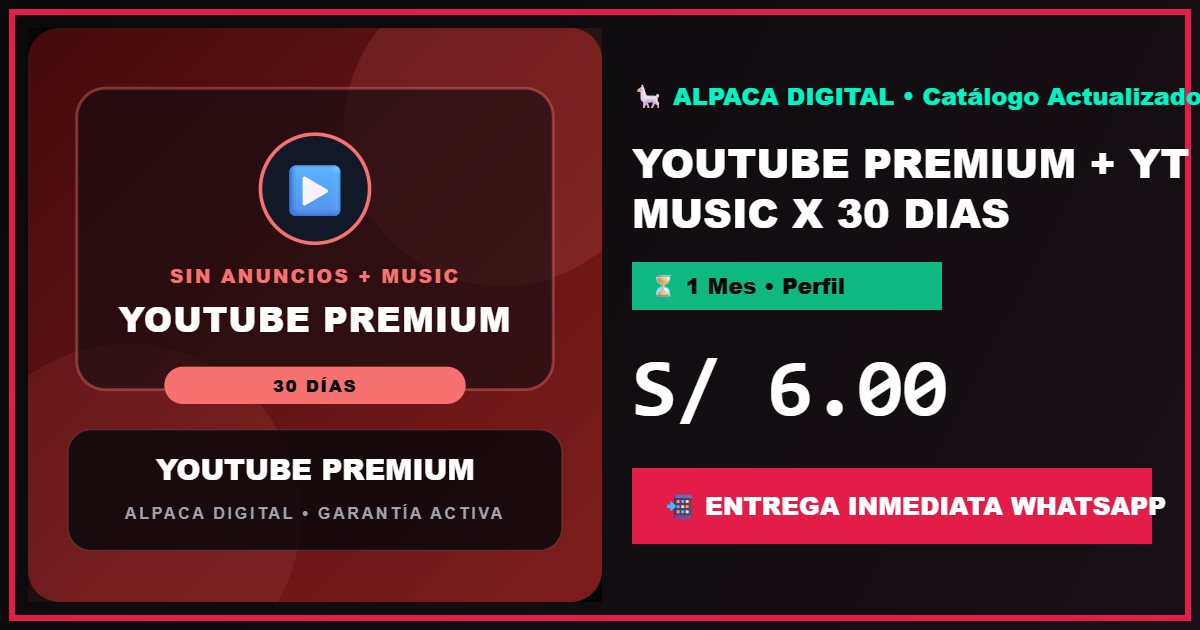 SIN ANUNCIOS + MUSIC
YOUTUBE PREMIUM
30 DÍAS
YOUTUBE PREMIUM
ALPACA DIGITAL • GARANTÍA ACTIVA
ALPACA DIGITAL • Catálogo Actualizado
YOUTUBE PREMIUM + YT
MUSIC X 30 DIAS
1 Mes • Perfil
S/ 6.00
ENTREGA INMEDIATA WHATSAPP